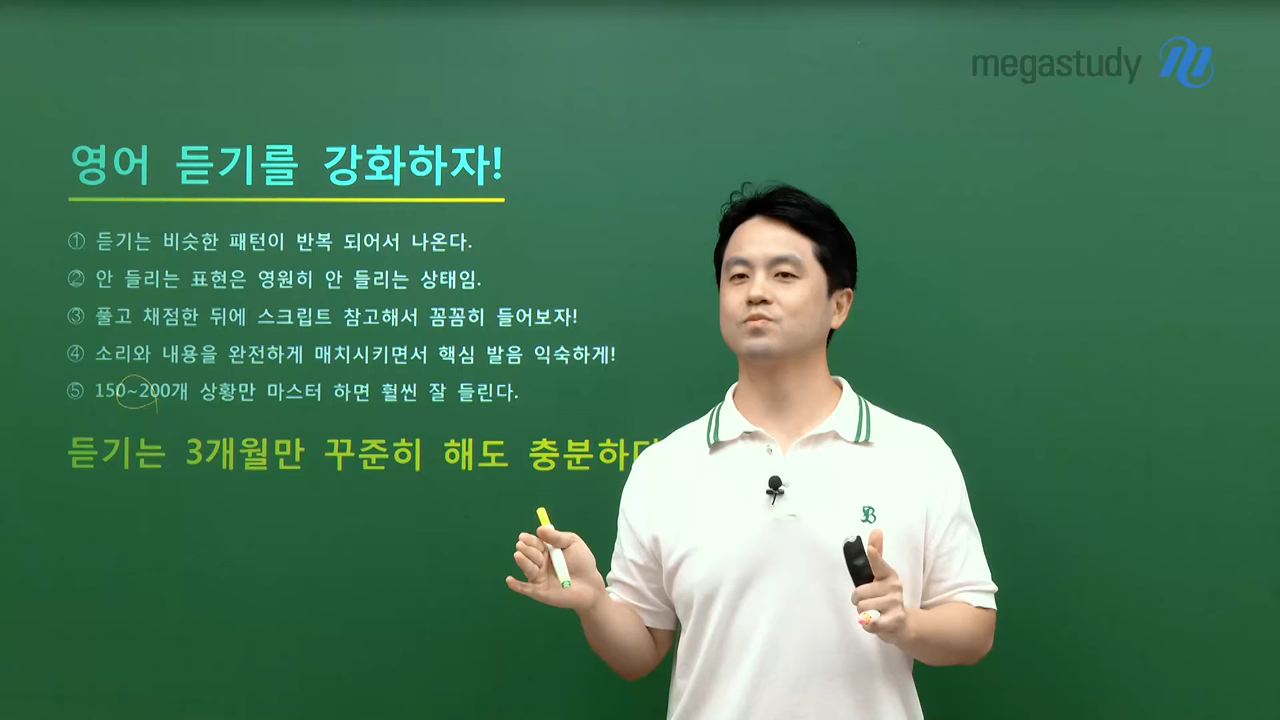 megastudy
영어 듣기를 강화하자!
① 듣기는 비슷한 패턴이 반복 되어서 나온다.
② 안 들리는 표현은 영원히 안 들리는 상태임.
③ 풀고 채점한 뒤에 스크립트 참고해서 꼼꼼히 들어보자!
④ 소리와 내용을 완전하게 매치시키면서 핵심 발음 익숙하게!
⑤ 150~200개 상황만 마스터 하면 훨씬 잘 들린다.
듣기는 3개월만 꾸준히 해도 충분하다
B